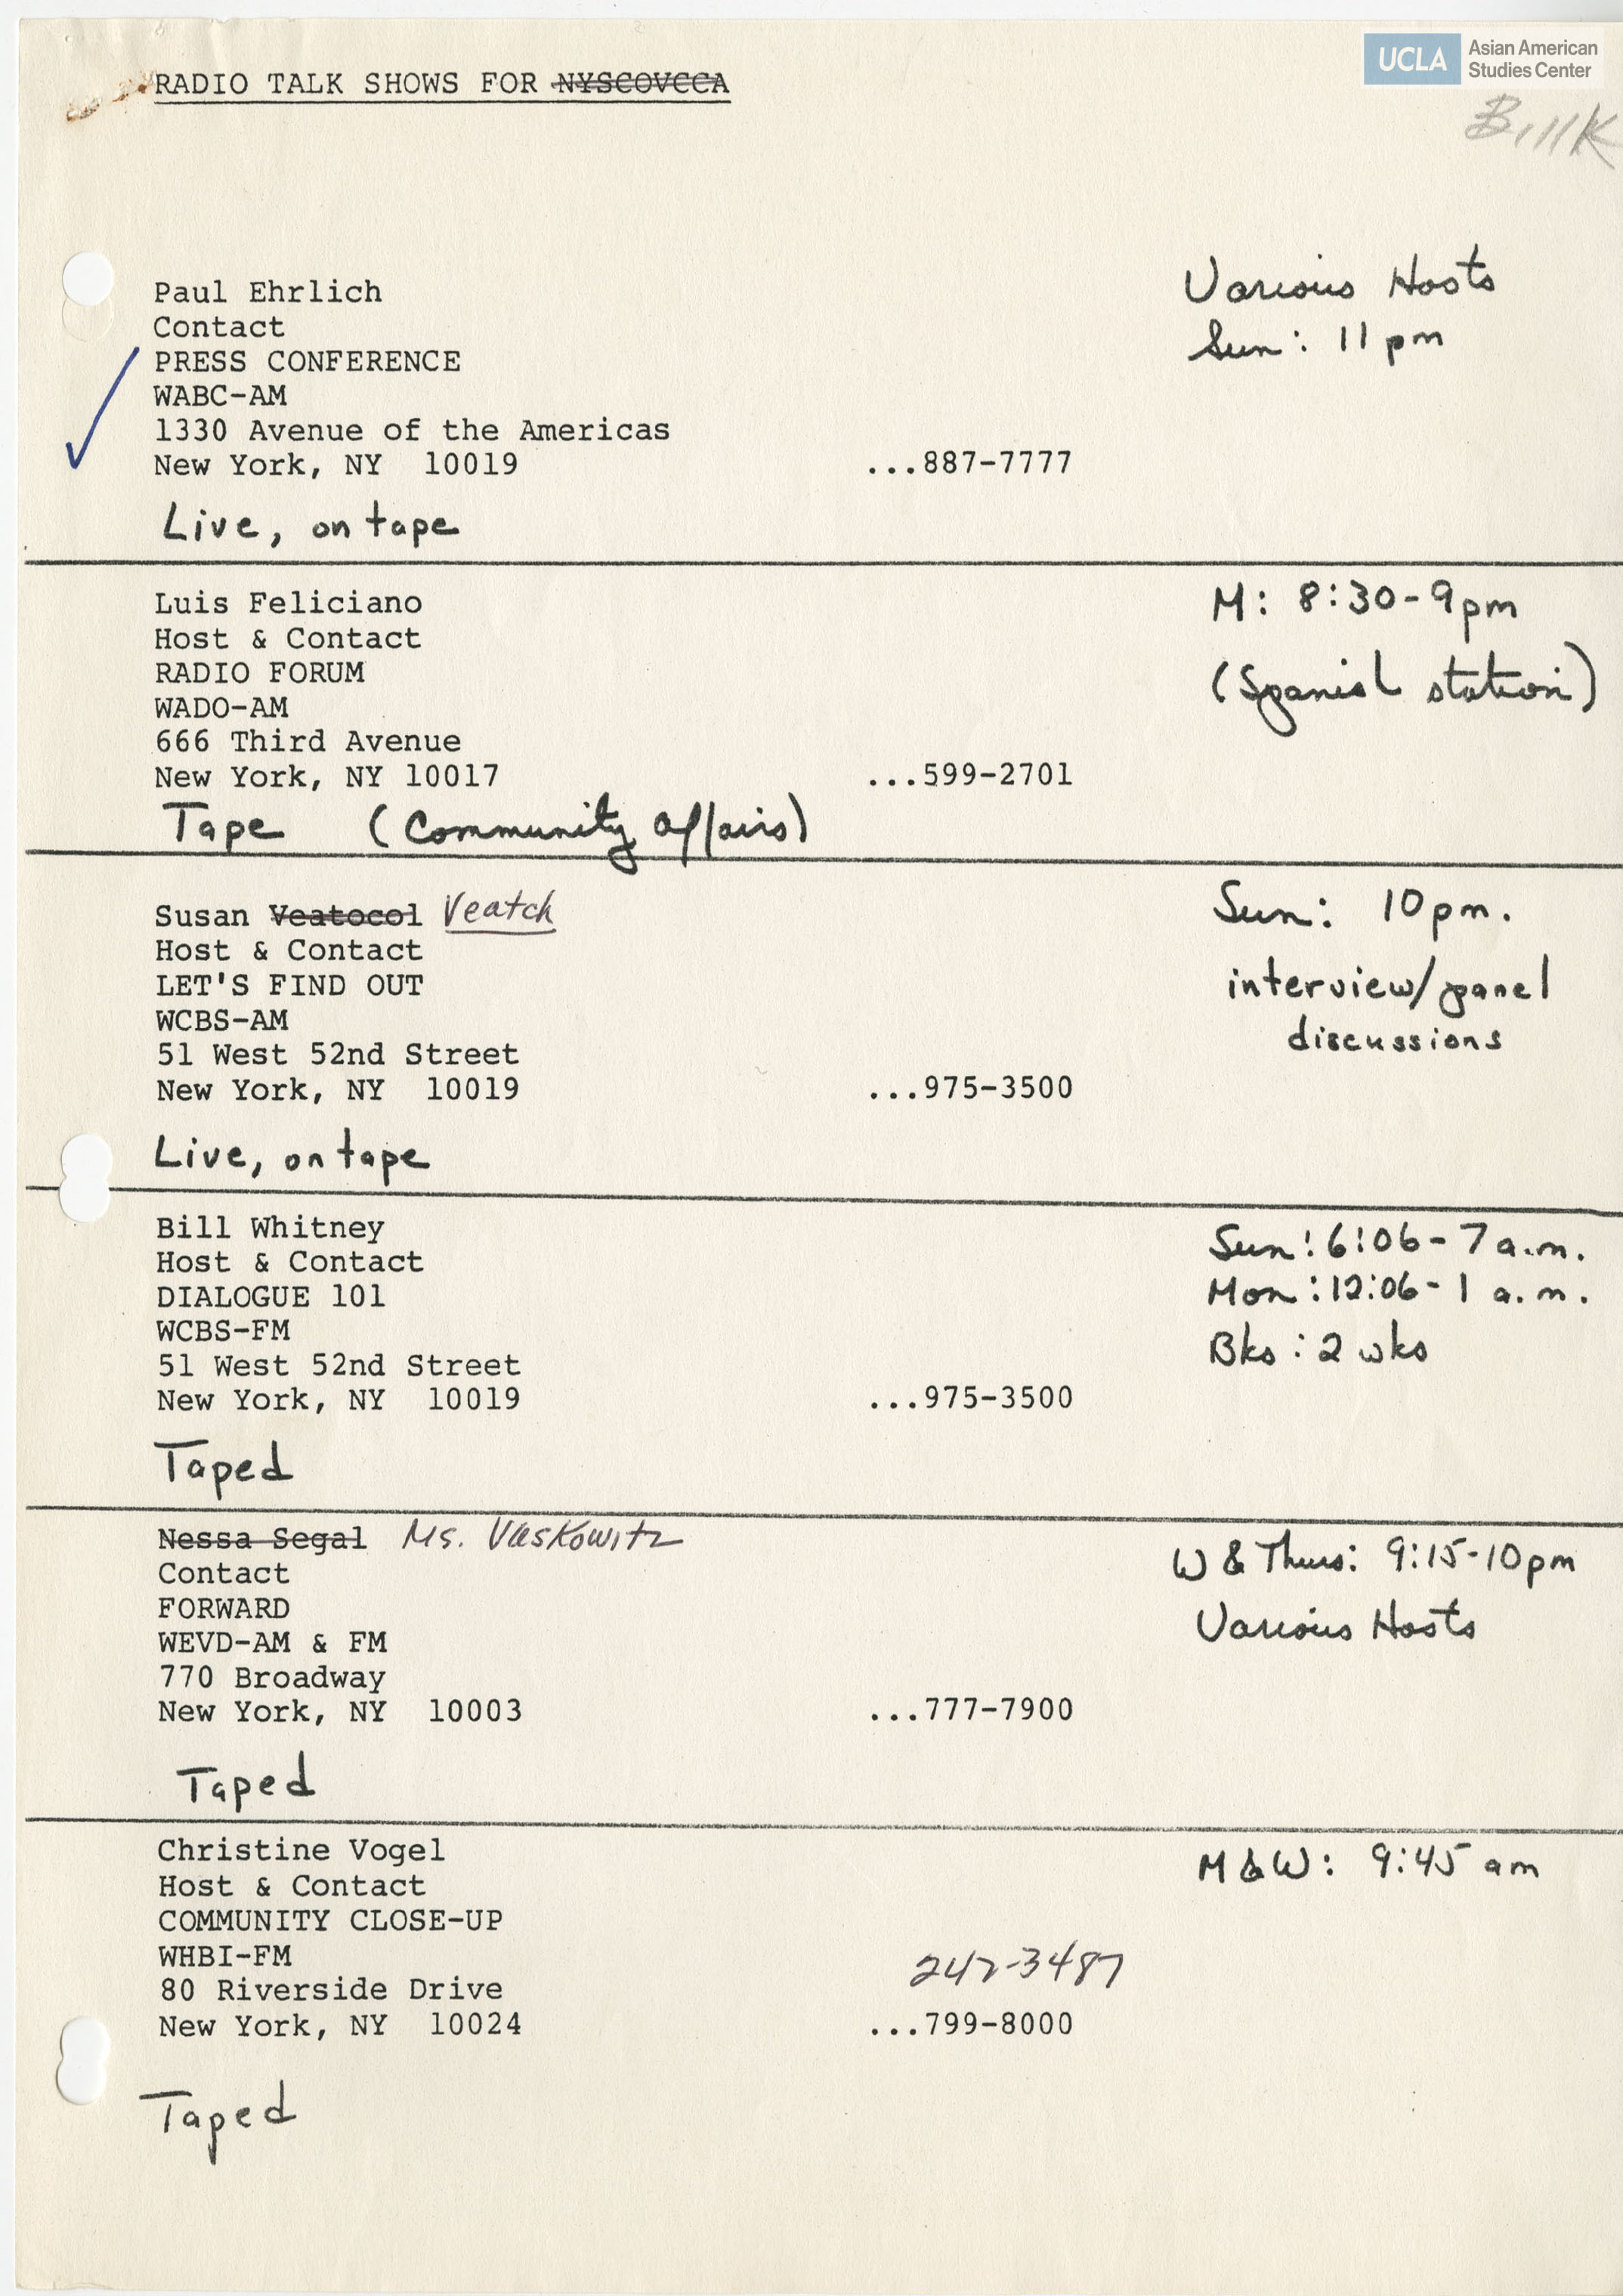 UCLA Asian American
Studies Center
RADIO TALK SHOWS FOR NYSCOVCCA
Bill K
Paul Ehrlich
Contact
PRESS CONFERENCE
WABC-AM
1330 Avenue of the Americas
New York, NY 10019 ...887-7777
Various Hosts
Sun: 11 pm
Live, on tape
Luis Feliciano
Host & Contact
RADIO FORUM
WADO-AM
666 Third Avenue
New York, NY 10017 ...599-2701
M: 8:30-9pm
(Spanish station)
Tape (Community affairs)
Susan Veatocol Veatch
Host & Contact
LET'S FIND OUT
WCBS-AM
51 West 52nd Street
New York, NY 10019 ...975-3500
Sun: 10pm.
interview/panel
discussions
Live, on tape
Bill Whitney
Host & Contact
DIALOGUE 101
WCBS-FM
51 West 52nd Street
New York, NY 10019 ...975-3500
Sun: 6:06-7 a.m.
Mon: 12:06-1 a.m.
Bks: 2 wks
Taped
Nessa Segal Ms. Vaskowitz
Contact
FORWARD
WEVD-AM & FM
770 Broadway
New York, NY 10003 ...777-7900
W & Thurs: 9:15-10pm
Various Hosts
Taped
Christine Vogel
Host & Contact
COMMUNITY CLOSE-UP
WHBI-FM
80 Riverside Drive
247-3487
New York, NY 10024 ...799-8000
M & W: 9:45 am
Taped